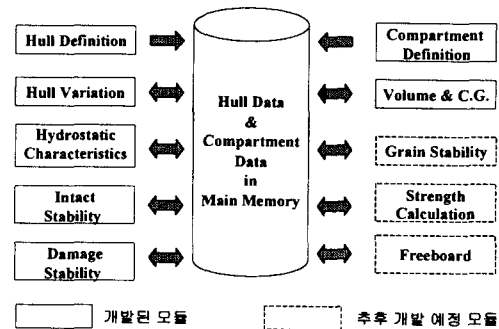 Hull Definition
Hull Variation
Hydrostatic
Characteristics
Intact
Stability
Damage
Stability
Hull Data
&
Compartment
Data
in
Main Memory
Compartment
Definition
Volume & C.G.
Grain Stability
Strength
Calculation
Freeboard
개발된 모듈
추후 개발 예정 모듈